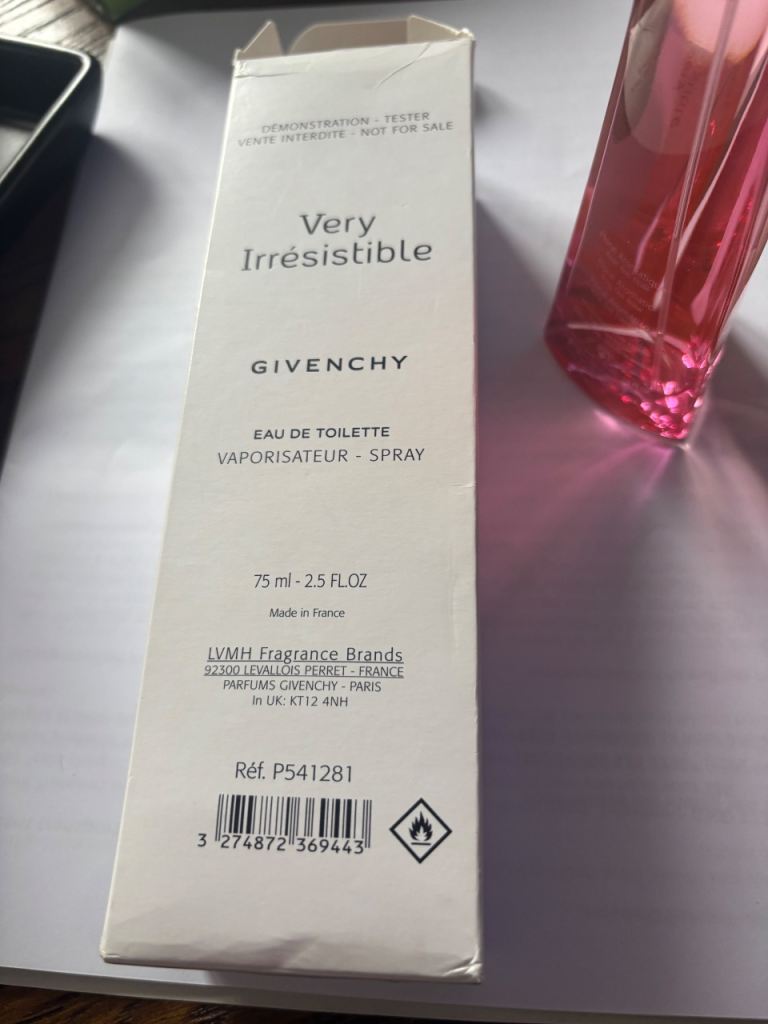 DÉMONSTRATION - TESTER
VENTE INTERDITE - NOT FOR SALE
Very
Irrésistible
GIVENCHY
EAU DE TOILETTE
VAPORISATEUR - SPRAY
75 ml - 2.5 FL.OZ
Made in France
LVMH Fragrance Brands
92300 LEVALLOIS PERRET - FRANCE
PARFUMS GIVENCHY - PARIS
In UK: KT12 4NH
Réf. P541281
3 274872 369443